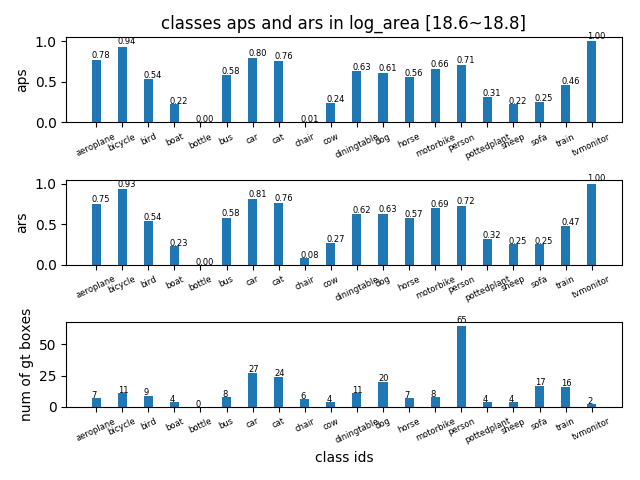 classes aps and ars in log_area [18.6~18.8]
aps
1.0
0.5
0.0
0.78 0.94 0.54 0.22 0.00 0.58 0.80 0.76 0.01 0.24 0.63 0.61 0.56 0.66 0.71 0.31 0.22 0.25 0.46 1.00
aeroplane bicycle bird boat bottle bus car cat chair cow diningtable dog horse motorbike person pottedplant sheep sofa train tvmonitor
ars
1.0
0.5
0.0
0.75 0.93 0.54 0.23 0.00 0.58 0.81 0.76 0.08 0.27 0.62 0.63 0.57 0.69 0.72 0.32 0.25 0.25 0.47 1.00
aeroplane bicycle bird boat bottle bus car cat chair cow diningtable dog horse motorbike person pottedplant sheep sofa train tvmonitor
num of gt boxes
50
25
0
7 11 9 4 0 8 27 24 6 4 11 20 7 8 65 4 4 17 16 2
aeroplane bicycle bird boat bottle bus car cat chair cow diningtable dog horse motorbike person pottedplant sheep sofa train tvmonitor
class ids